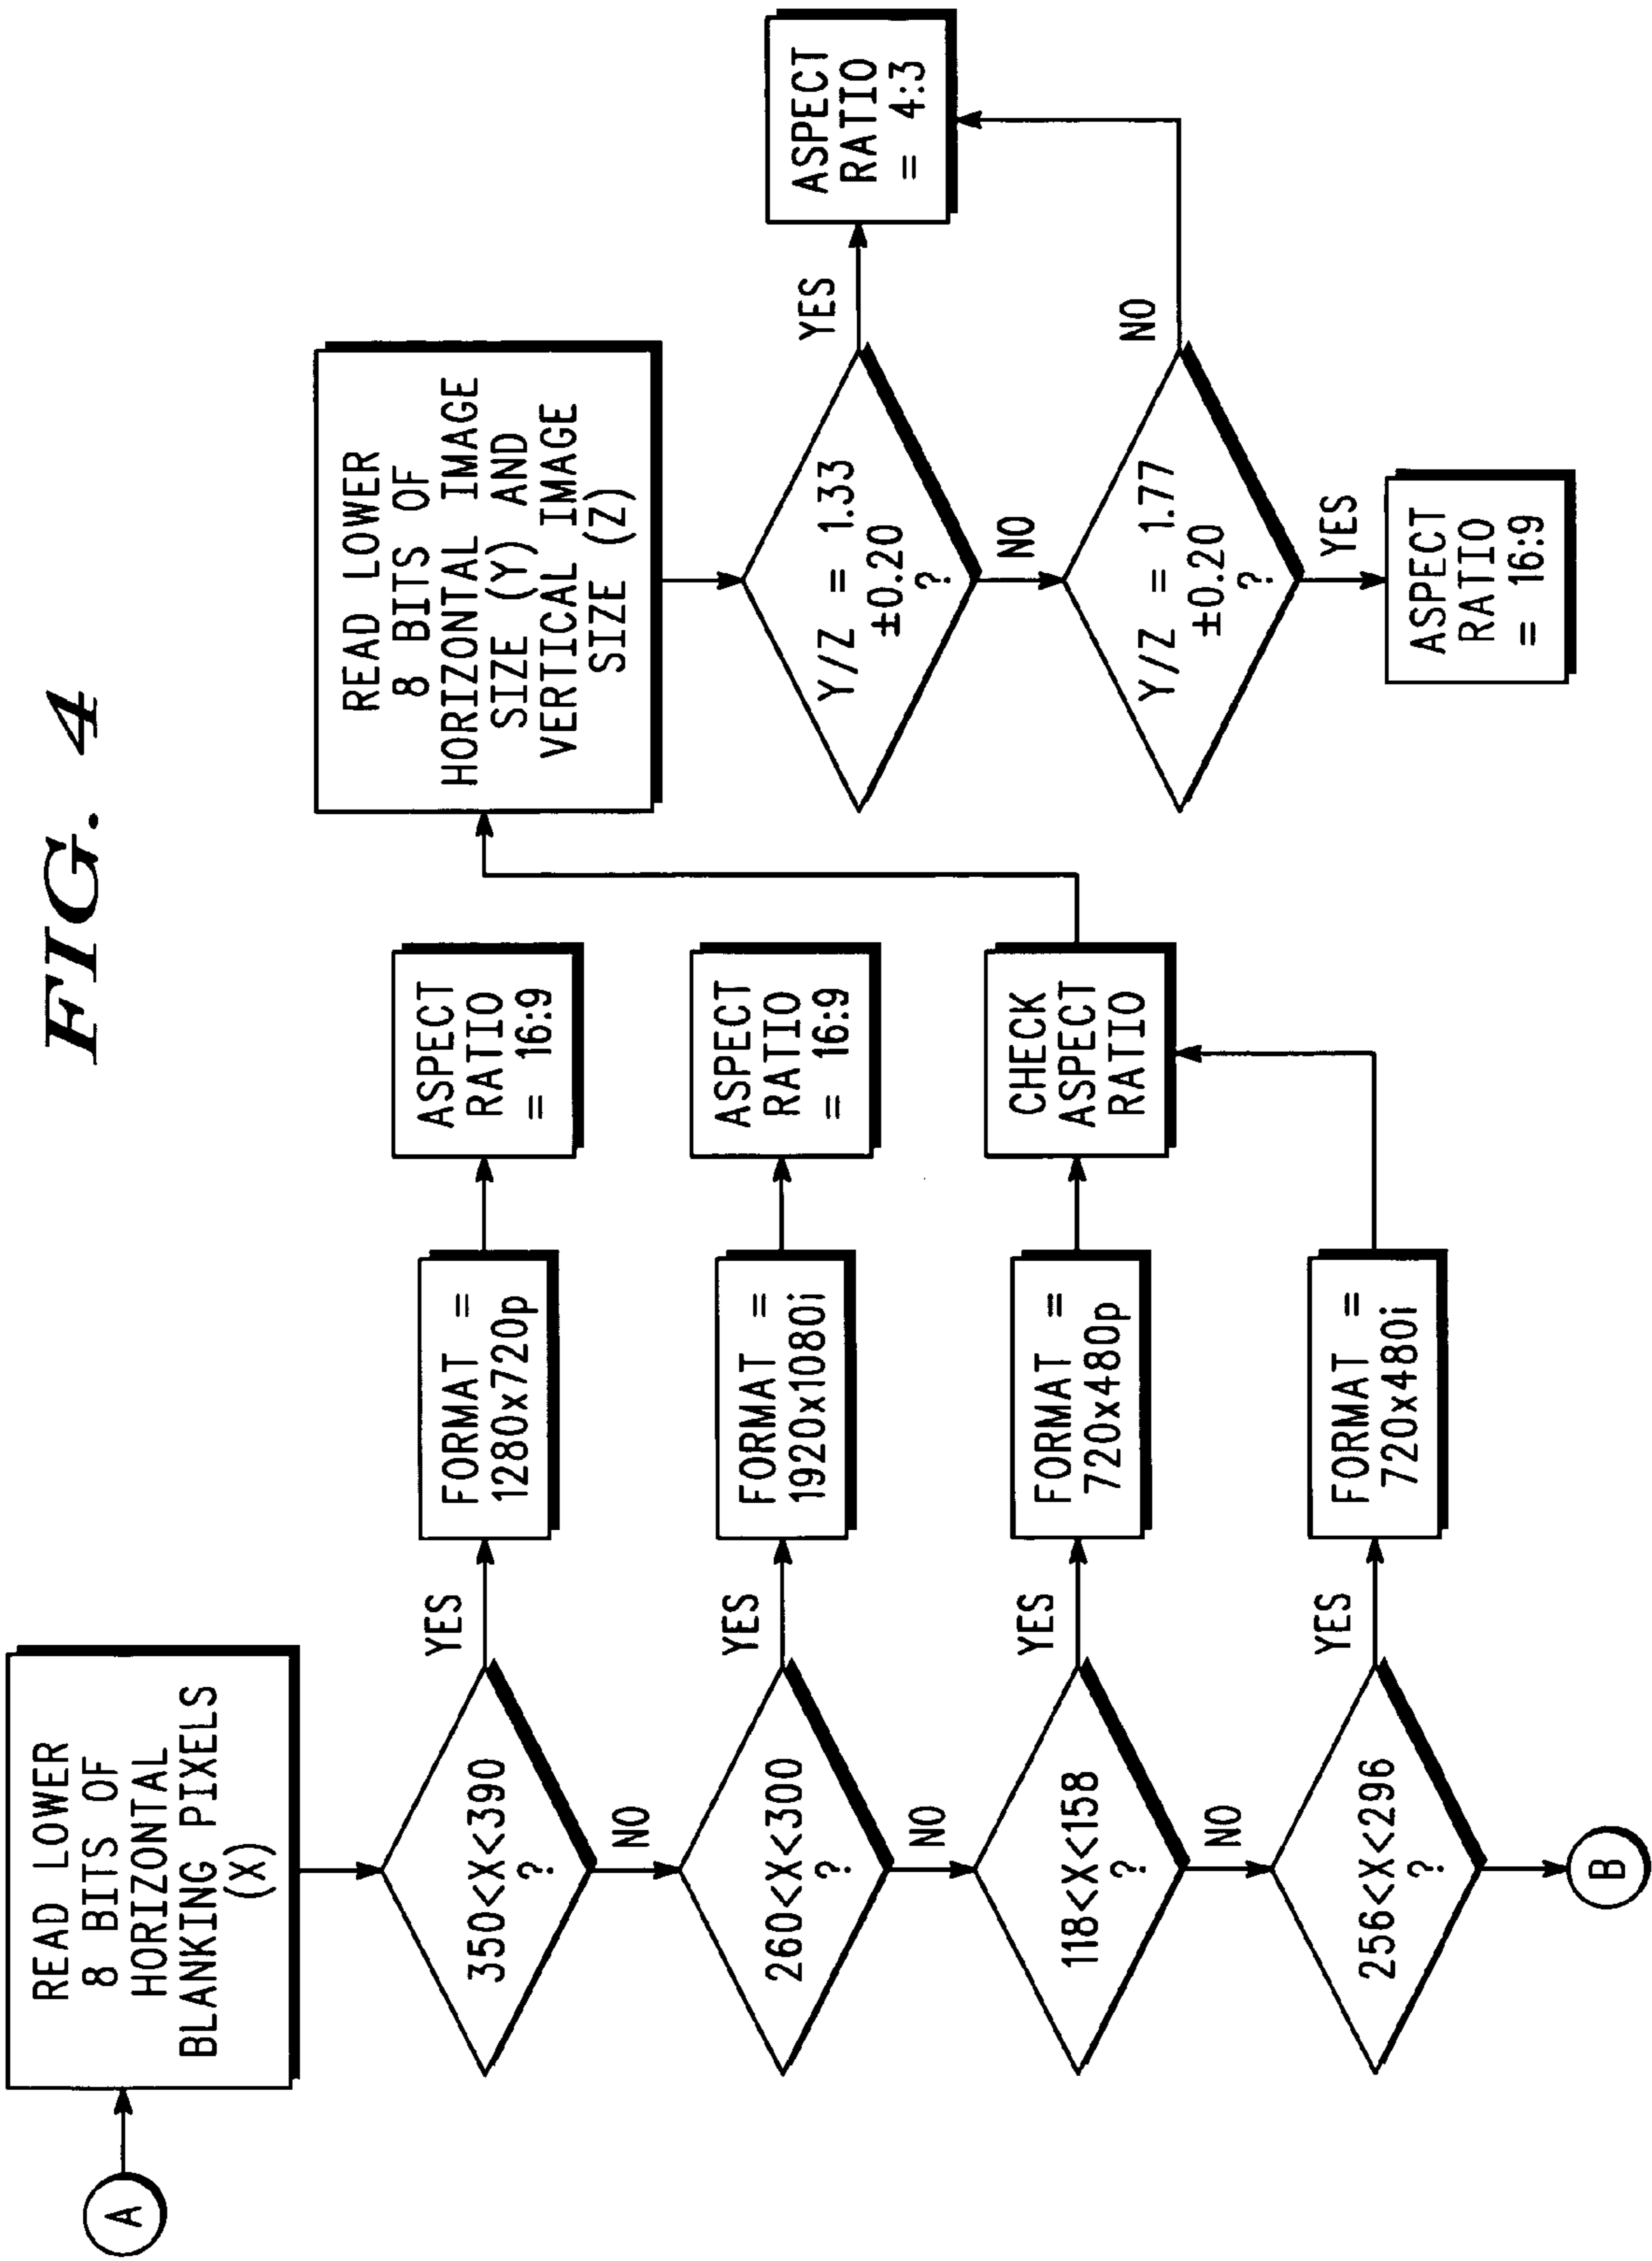 FIG. 4
A
READ LOWER
8 BITS OF
HORIZONTAL
BLANKING PIXELS
(X)
350<X<390
?
YES
FORMAT =
1280x720p
ASPECT
RATIO
= 16:9
NO
260<X<300
?
YES
FORMAT =
1920x1080i
ASPECT
RATIO
= 16:9
NO
118<X<158
?
YES
FORMAT =
720x480p
CHECK
ASPECT
RATIO
NO
256<X<296
?
YES
FORMAT =
720x480i
B
READ LOWER
8 BITS OF
HORIZONTAL IMAGE
SIZE (Y) AND
VERTICAL IMAGE
SIZE (Z)
Y/Z = 1.33
±0.20
?
YES
ASPECT
RATIO
= 4:3
NO
Y/Z = 1.77
±0.20
?
NO
YES
ASPECT
RATIO
= 16:9